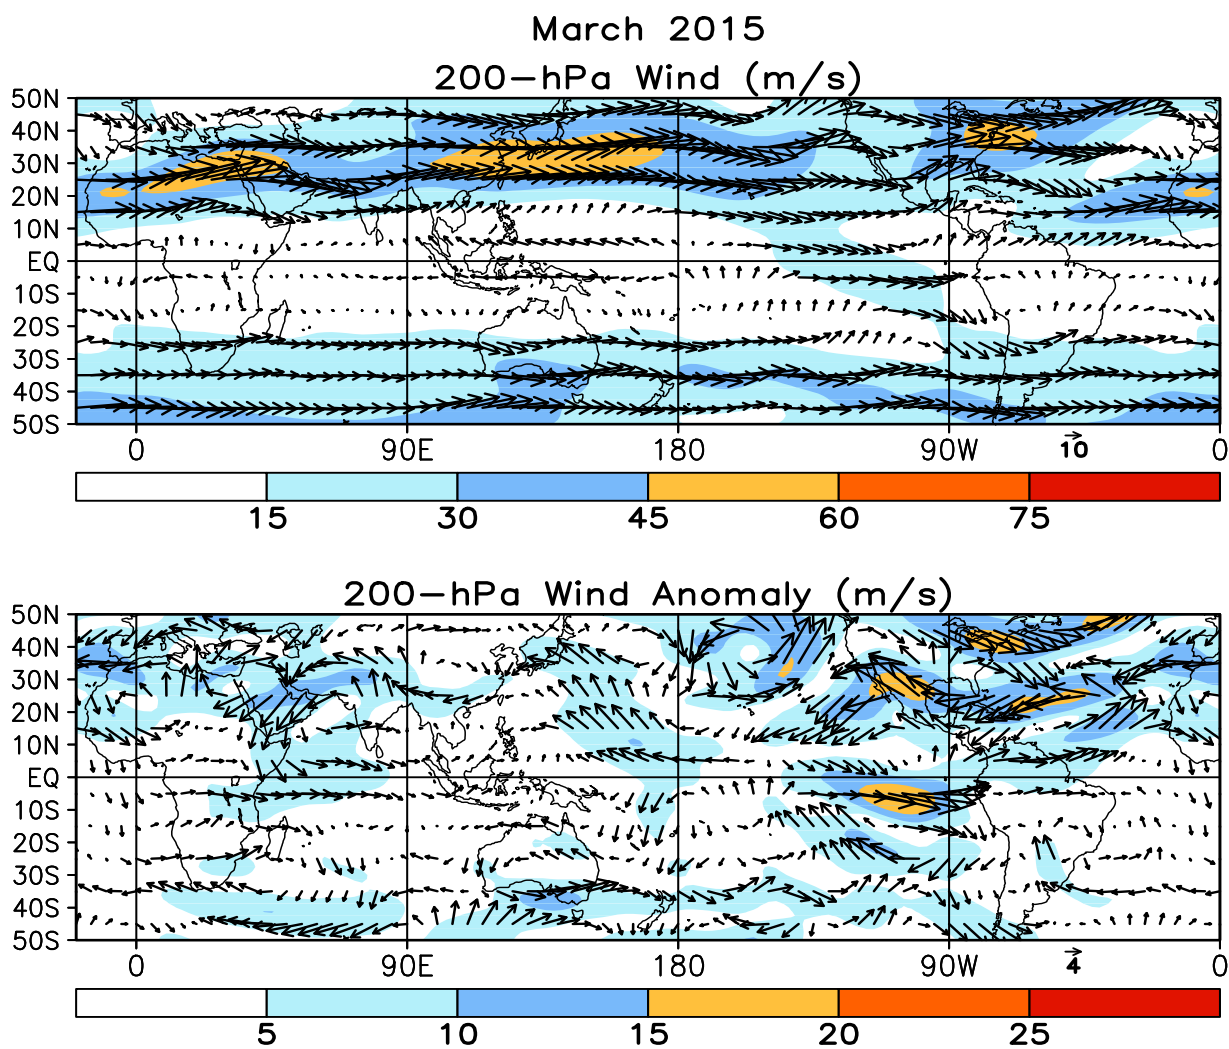 March 2015
200-hPa Wind (m/s)
50N
40N
30N
20N
10N
EQ
10S
20S
30S
40S
50S
0 90E 180 90W 10 0
15 30 45 60 75
200-hPa Wind Anomaly (m/s)
50N
40N
30N
20N
10N
EQ
10S
20S
30S
40S
50S
0 90E 180 90W 4 0
5 10 15 20 25